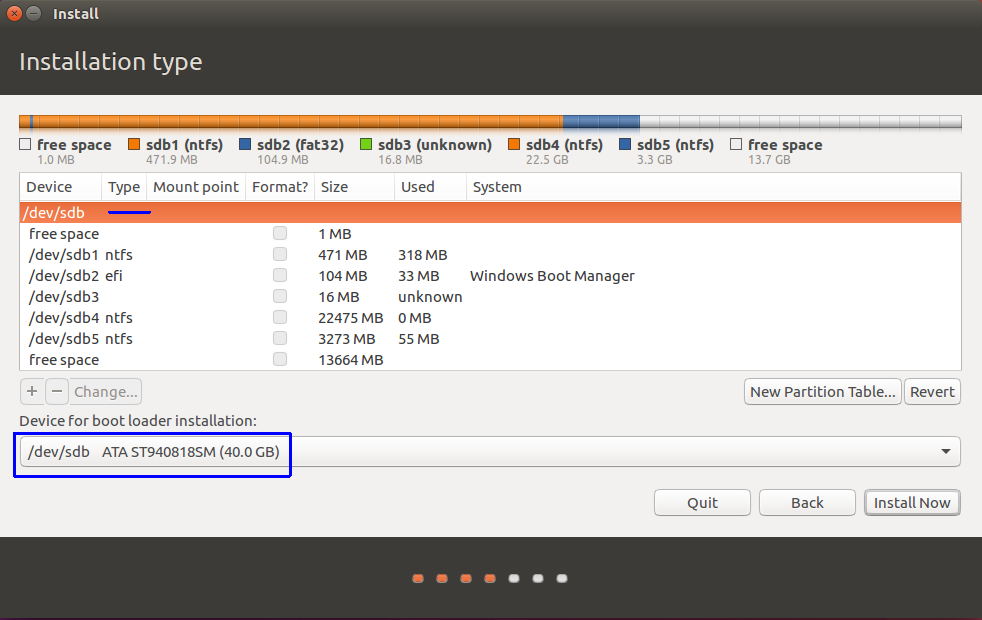 Install
Installation type
free space sdb1 (ntfs) sdb2 (fat32) sdb3 (unknown) sdb4 (ntfs) sdb5 (ntfs) free space
1.0 MB 471.9 MB 104.9 MB 16.8 MB 22.5 GB 3.3 GB 13.7 GB
Device Type Mount point Format? Size Used System
/dev/sdb
free space 1 MB
/dev/sdb1 ntfs 471 MB 318 MB
/dev/sdb2 efi 104 MB 33 MB Windows Boot Manager
/dev/sdb3 16 MB unknown
/dev/sdb4 ntfs 22475 MB 0 MB
/dev/sdb5 ntfs 3273 MB 55 MB
free space 13664 MB
+ − Change... New Partition Table... Revert
Device for boot loader installation:
/dev/sdb ATA ST940818SM (40.0 GB)
Quit Back Install Now